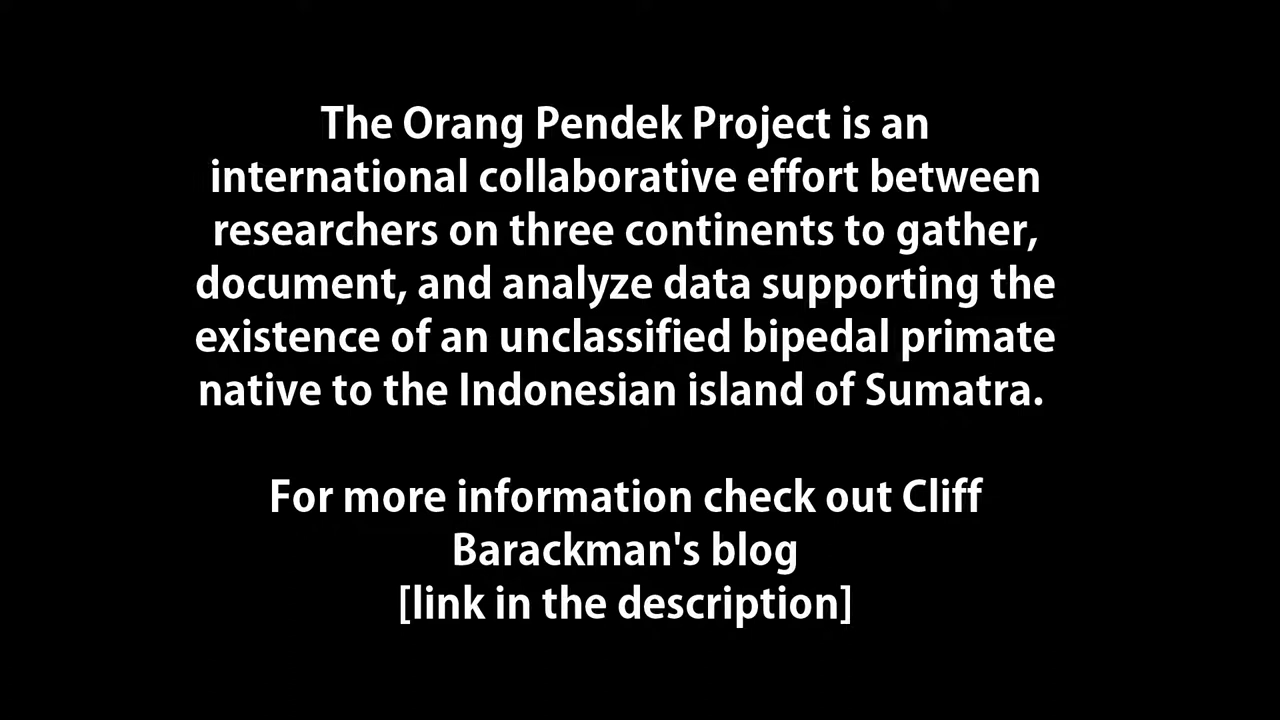 The Orang Pendek Project is an
international collaborative effort between
researchers on three continents to gather,
document, and analyze data supporting the
existence of an unclassified bipedal primate
native to the Indonesian island of Sumatra.
For more information check out Cliff
Barackman's blog
[link in the description]